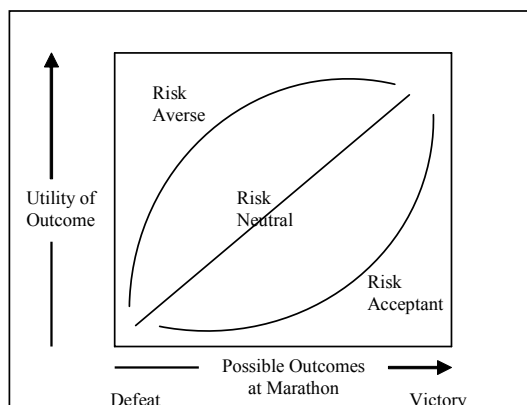 Risk
Averse
Utility of
Outcome
Risk
Neutral
Risk
Acceptant
Possible Outcomes
at Marathon
Defeat
Victory